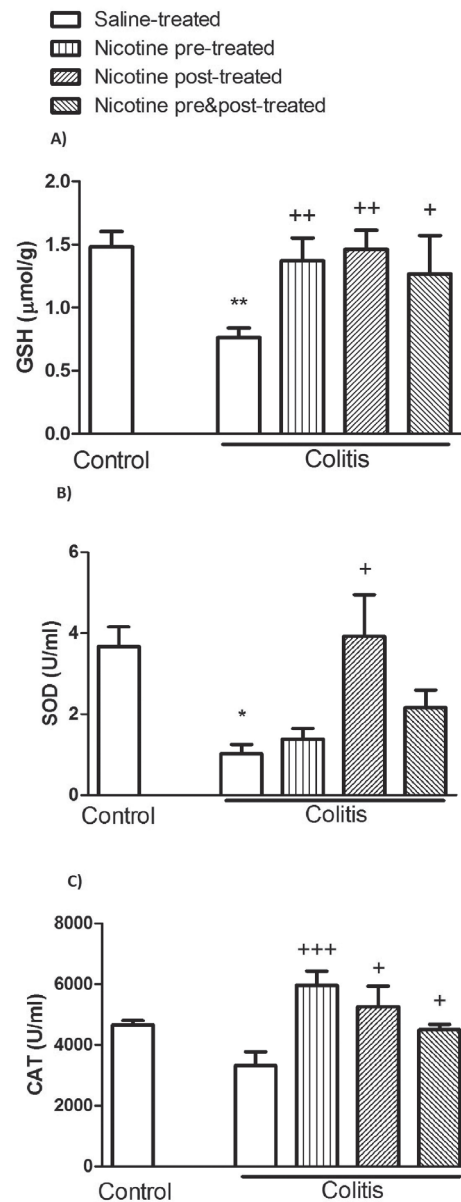 Saline-treated
Nicotine pre-treated
Nicotine post-treated
Nicotine pre&post-treated
A)
GSH (μmol/g)
2.0
1.5
1.0
0.5
0.0
**
++
++
+
Control
Colitis
B)
SOD (U/ml)
6
4
2
0
*
+
Control
Colitis
C)
CAT (U/ml)
8000
6000
4000
2000
0
+++
+
+
Control
Colitis